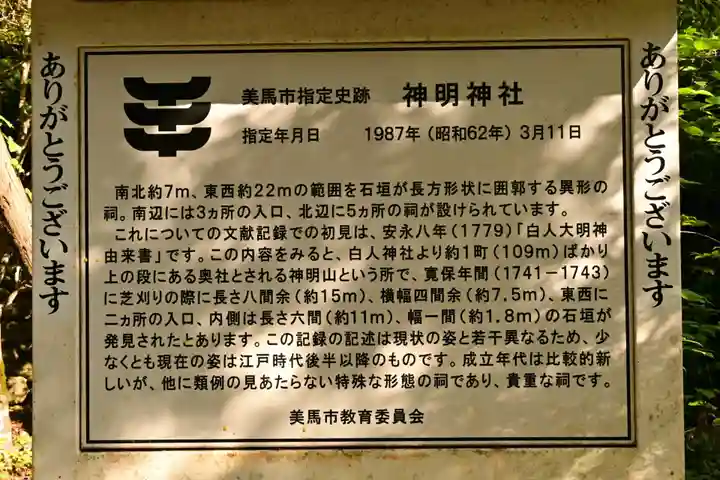 ありがとうございます
美馬市指定史跡 神明神社
指定年月日 1987年(昭和62年)3月11日
南北約7m、東西約22mの範囲を石垣が長方形状に囲郭する異形の
祠。南辺には3ヵ所の入口、北辺に5ヵ所の祠が設けられています。
これについての文献記録での初見は、安永八年(1779)「白人大明神
由来書」です。この内容をみると、白人神社より約1町(109m)ばかり
上の段にある奥社とされる神明山という所で、寛保年間(1741−1743)
に芝刈りの際に長さ八間余(約15m)、横幅四間余(約7.5m)、東西に
二ヵ所の入口、内側は長さ六間(約11m)、幅一間(約1.8m)の石垣が
発見されたとあります。この記録の記述は現状の姿と若干異なるため、少
なくとも現在の姿は江戸時代後半以降のものです。成立年代は比較的新
しいが、他に類例の見あたらない特殊な形態の祠であり、貴重な祠です。
美馬市教育委員会
ありがとうございます